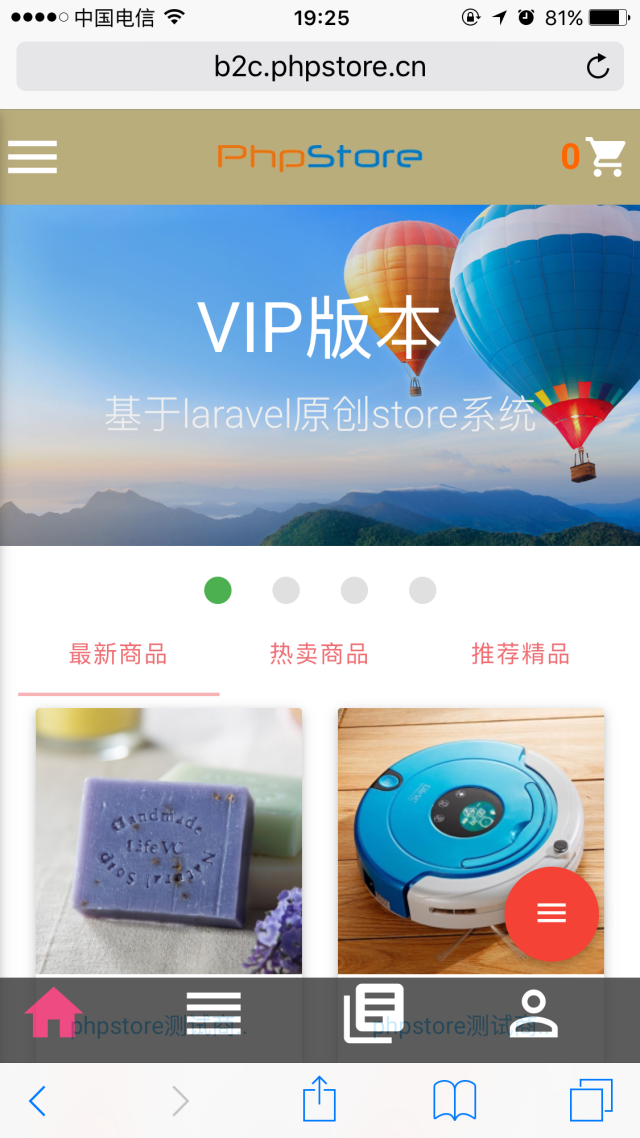 中国电信 19:25 81%
b2c.phpstore.cn
PhpStore 0
VIP版本
基于laravel原创store系统
最新商品 热卖商品 推荐精品
Handmade
LifeVC
Natural Soap
phpstore测试商... phpstore测试商...